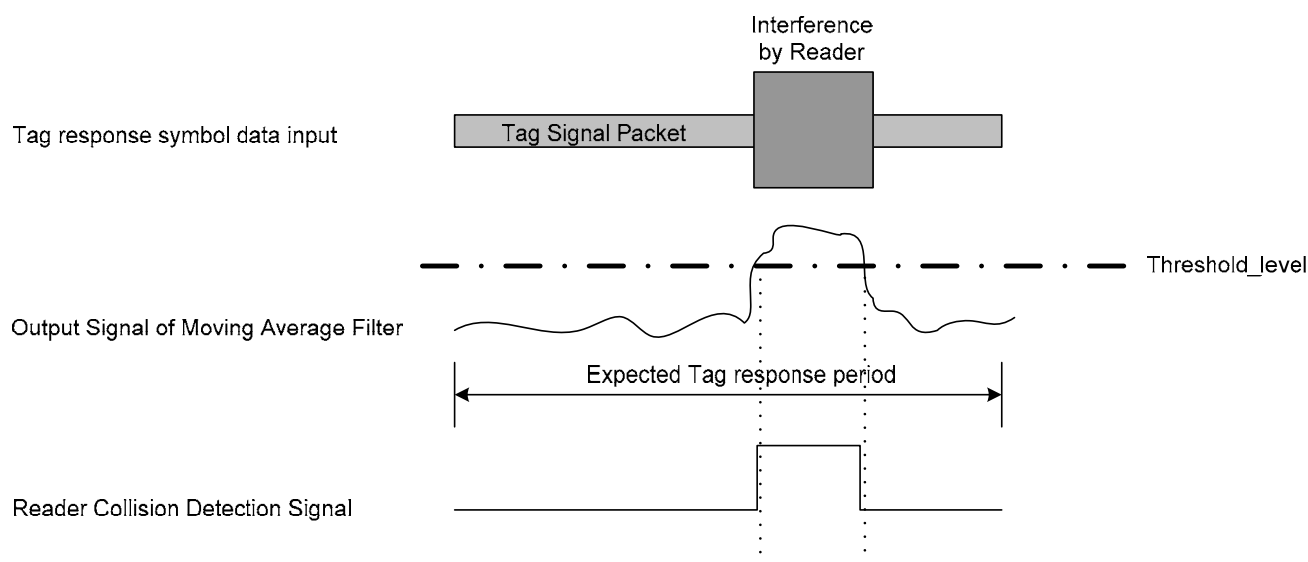 Interference
by Reader
Tag response symbol data input
Tag Signal Packet
Threshold_level
Output Signal of Moving Average Filter
Expected Tag response period
Reader Collision Detection Signal